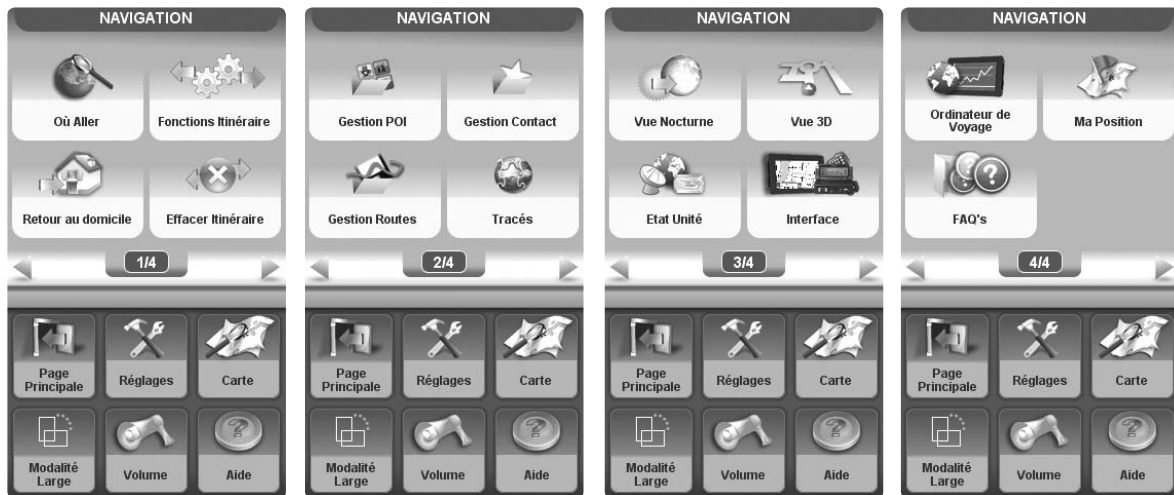 NAVIGATION
Où Aller
Fonctions Itinéraire
Retour au domicile
Effacer Itinéraire
1/4
Page
Principale
Réglages
Carte
Modalité
Large
Volume
Aide
NAVIGATION
Gestion POI
Gestion Contact
Gestion Routes
Tracés
2/4
Page
Principale
Réglages
Carte
Modalité
Large
Volume
Aide
NAVIGATION
Vue Nocturne
Vue 3D
Etat Unité
Interface
3/4
Page
Principale
Réglages
Carte
Modalité
Large
Volume
Aide
NAVIGATION
Ordinateur de
Voyage
Ma Position
FAQ's
4/4
Page
Principale
Réglages
Carte
Modalité
Large
Volume
Aide